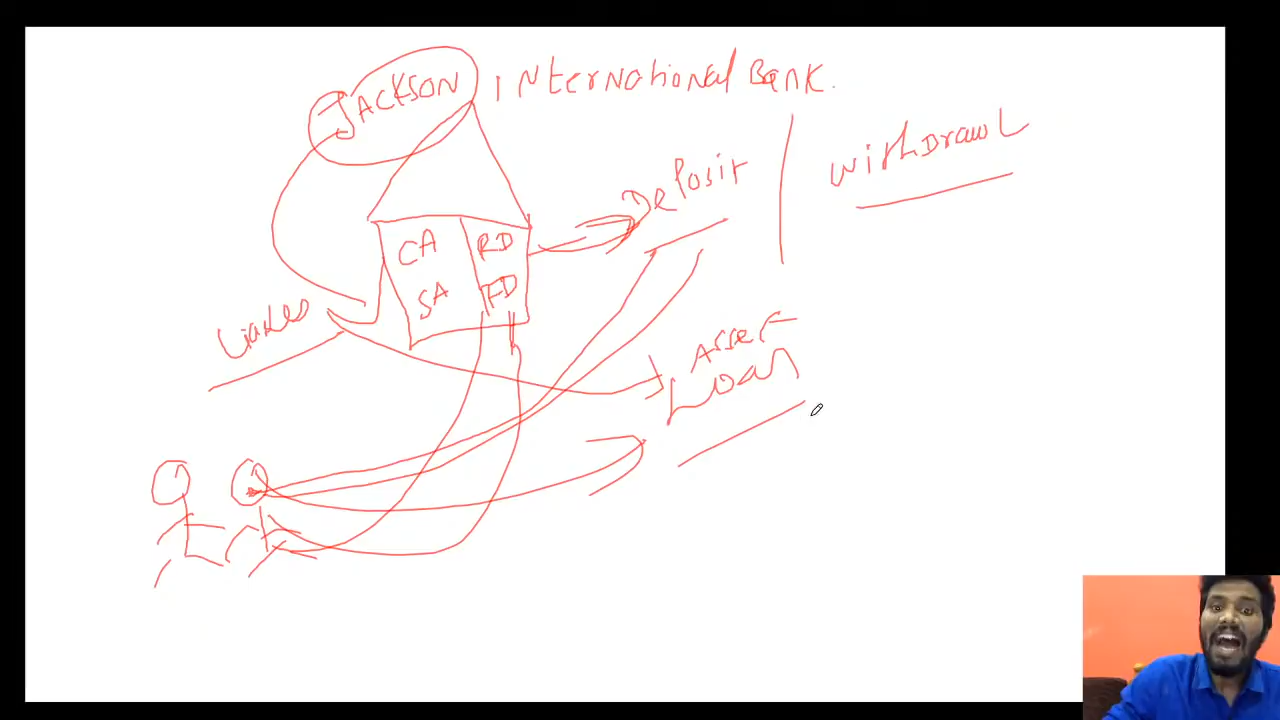 JACKSON INTernational Bank.
Deposit
withDrawL
CA RD
SA FD
Asset
Loan